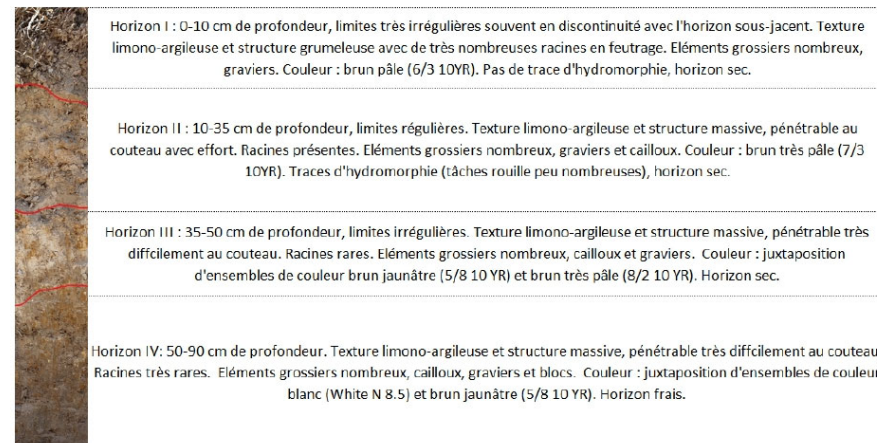 Horizon I : 0-10 cm de profondeur, limites très irrégulières souvent en discontinuité avec l'horizon sous-jacent. Texture
limono-argileuse et structure grumeleuse avec de très nombreuses racines en feutrage. Eléments grossiers nombreux,
graviers. Couleur : brun pâle (6/3 10YR). Pas de trace d'hydromorphie, horizon sec.
Horizon II : 10-35 cm de profondeur, limites régulières. Texture limono-argileuse et structure massive, pénétrable au
couteau avec effort. Racines présentes. Eléments grossiers nombreux, graviers et cailloux. Couleur : brun très pâle (7/3
10YR). Traces d'hydromorphie (tâches rouille peu nombreuses), horizon sec.
Horizon III : 35-50 cm de profondeur, limites irrégulières. Texture limono-argileuse et structure massive, pénétrable très
diffcilement au couteau. Racines rares. Eléments grossiers nombreux, cailloux et graviers. Couleur : juxtaposition
d'ensembles de couleur brun jaunâtre (5/8 10 YR) et brun très pâle (8/2 10 YR). Horizon sec.
Horizon IV: 50-90 cm de profondeur. Texture limono-argileuse et structure massive, pénétrable très diffcilement au couteau
Racines très rares. Eléments grossiers nombreux, cailloux, graviers et blocs. Couleur : juxtaposition d'ensembles de couleur
blanc (White N 8.5) et brun jaunâtre (5/8 10 YR). Horizon frais.